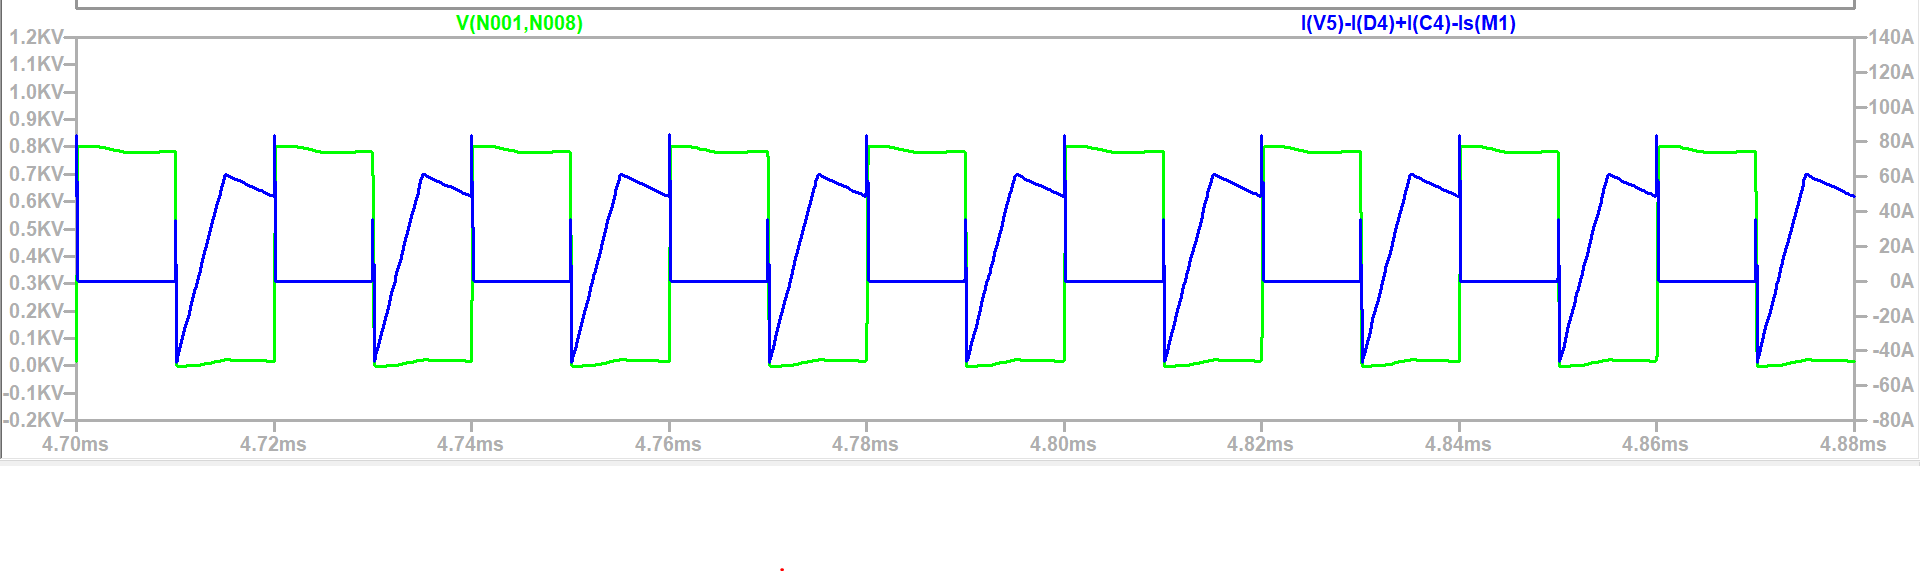 V(N001,N008) I(V5)-I(D4)+I(C4)-Is(M1)
1.2KV 140A
1.1KV 120A
1.0KV 100A
0.9KV 80A
0.8KV 60A
0.7KV 40A
0.6KV 20A
0.5KV 0A
0.4KV -20A
0.3KV -40A
0.2KV -60A
0.1KV -80A
0.0KV
-0.1KV
-0.2KV
4.70ms 4.72ms 4.74ms 4.76ms 4.78ms 4.80ms 4.82ms 4.84ms 4.86ms 4.88ms